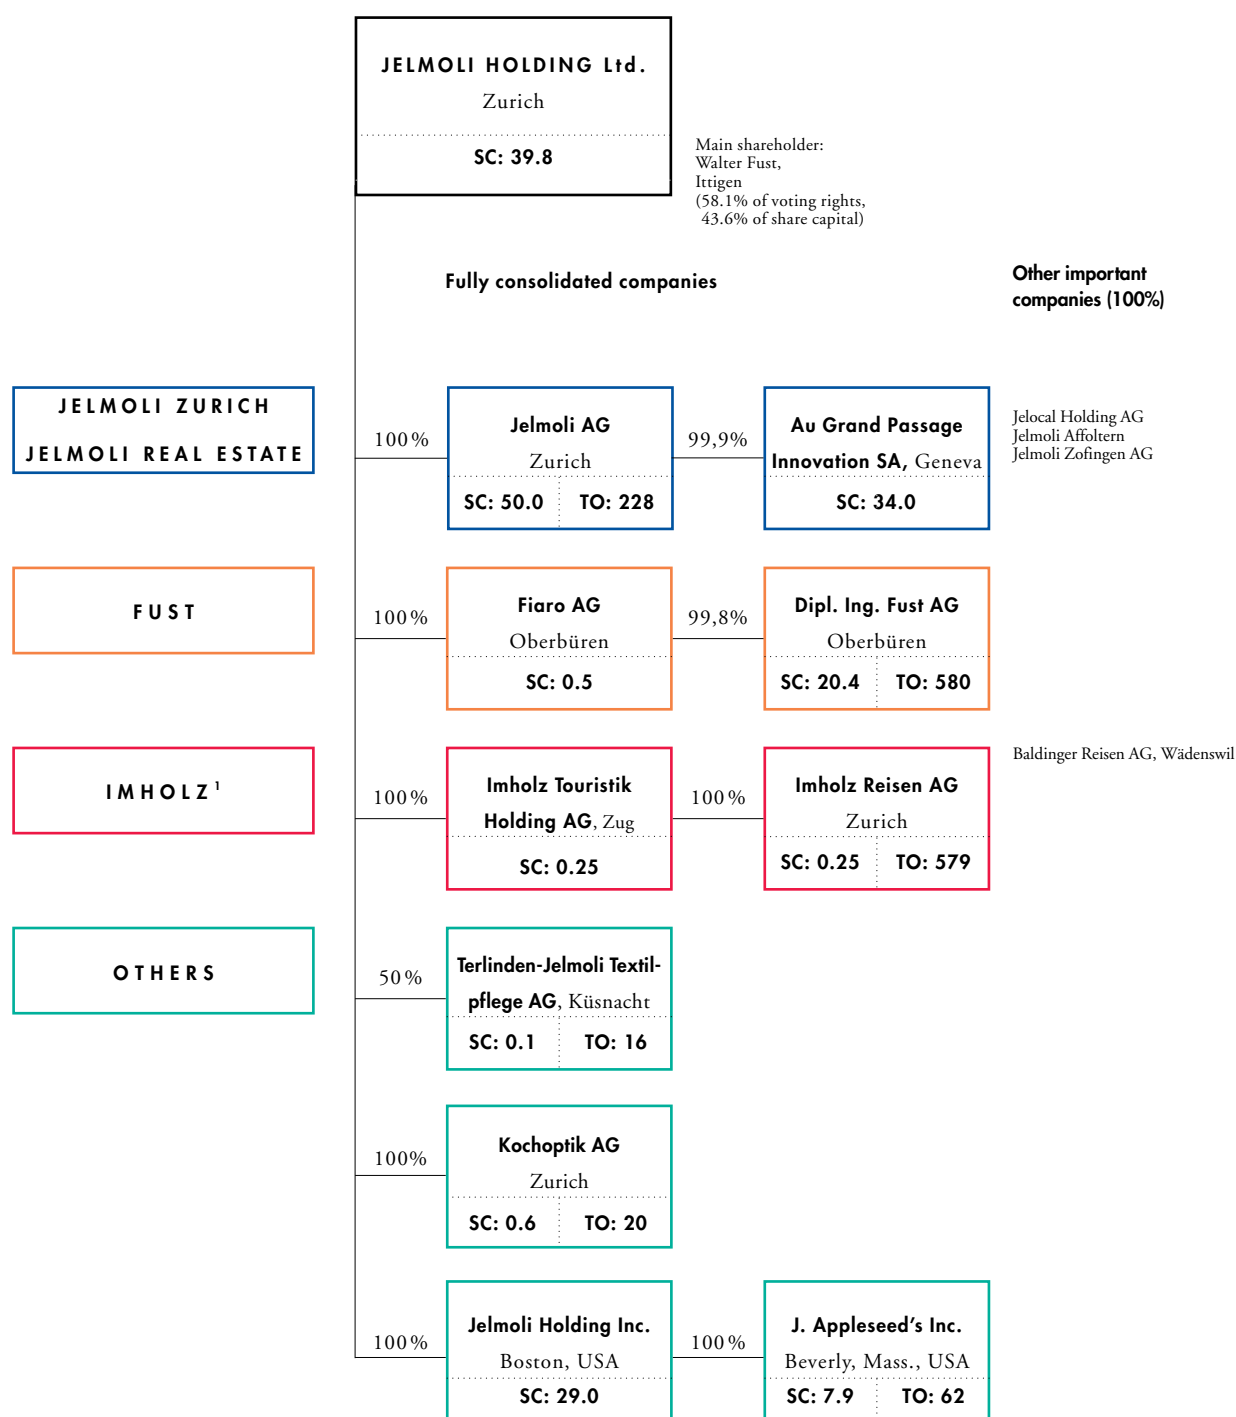 JELMOLI HOLDING Ltd.
Zurich
SC: 39.8
Main shareholder:
Walter Fust,
Ittigen
(58.1% of voting rights,
43.6% of share capital)
Fully consolidated companies
Other important
companies (100%)
JELMOLI ZURICH
JELMOLI REAL ESTATE
100%
Jelmoli AG
Zurich
SC: 50.0 TO: 228
99,9%
Au Grand Passage
Innovation SA, Geneva
SC: 34.0
Jelocal Holding AG
Jelmoli Affoltern
Jelmoli Zofingen AG
FUST
100%
Fiaro AG
Oberbüren
SC: 0.5
99,8%
Dipl. Ing. Fust AG
Oberbüren
SC: 20.4 TO: 580
IMHOLZ¹
100%
Imholz Touristik
Holding AG, Zug
SC: 0.25
100%
Imholz Reisen AG
Zurich
SC: 0.25 TO: 579
Baldinger Reisen AG, Wädenswil
OTHERS
50%
Terlinden-Jelmoli Textil-
pflege AG, Küsnacht
SC: 0.1 TO: 16
100%
Kochoptik AG
Zurich
SC: 0.6 TO: 20
100%
Jelmoli Holding Inc.
Boston, USA
SC: 29.0
100%
J. Appleseed's Inc.
Beverly, Mass., USA
SC: 7.9 TO: 62